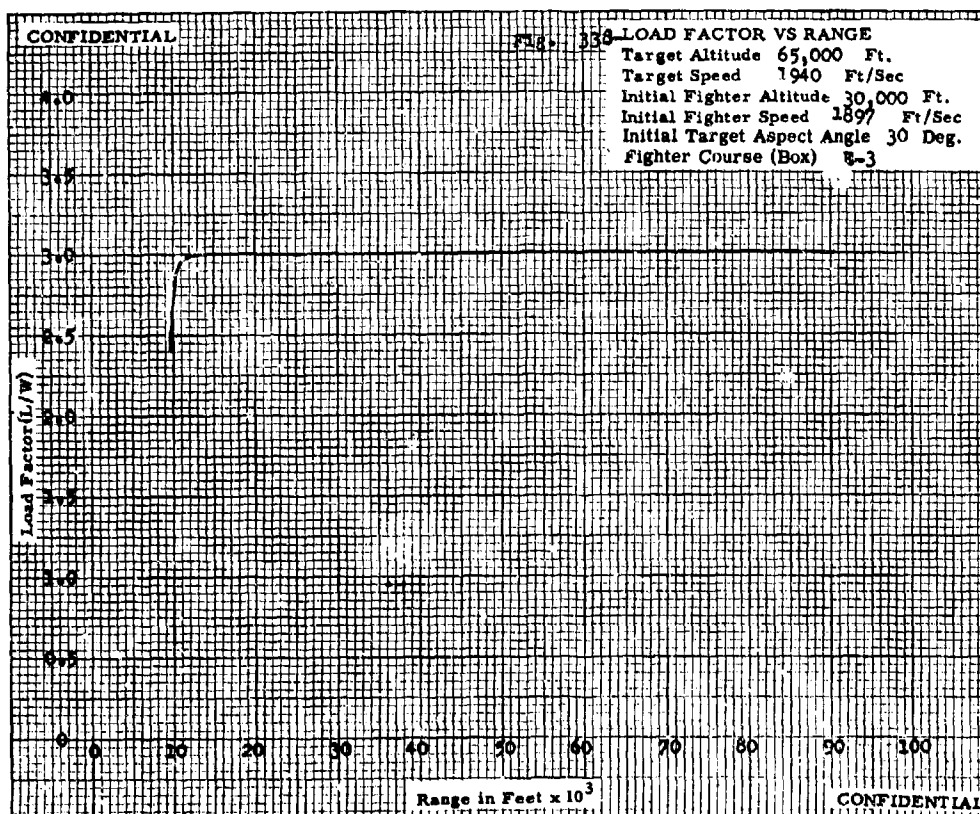 CONFIDENTIAL
Fig. 338 LOAD FACTOR VS RANGE
Target Altitude 65,000 Ft.
Target Speed 1940 Ft/Sec
Initial Fighter Altitude 30,000 Ft.
Initial Fighter Speed 1897 Ft/Sec
Initial Target Aspect Angle 30 Deg.
Fighter Course (Box) E-3
4.0
3.5
3.0
2.5
2.0
1.5
1.0
0.5
0
Load Factor (L/W)
0 10 20 30 40 50 60 70 80 90 100
Range in Feet x 10³
CONFIDENTIAL